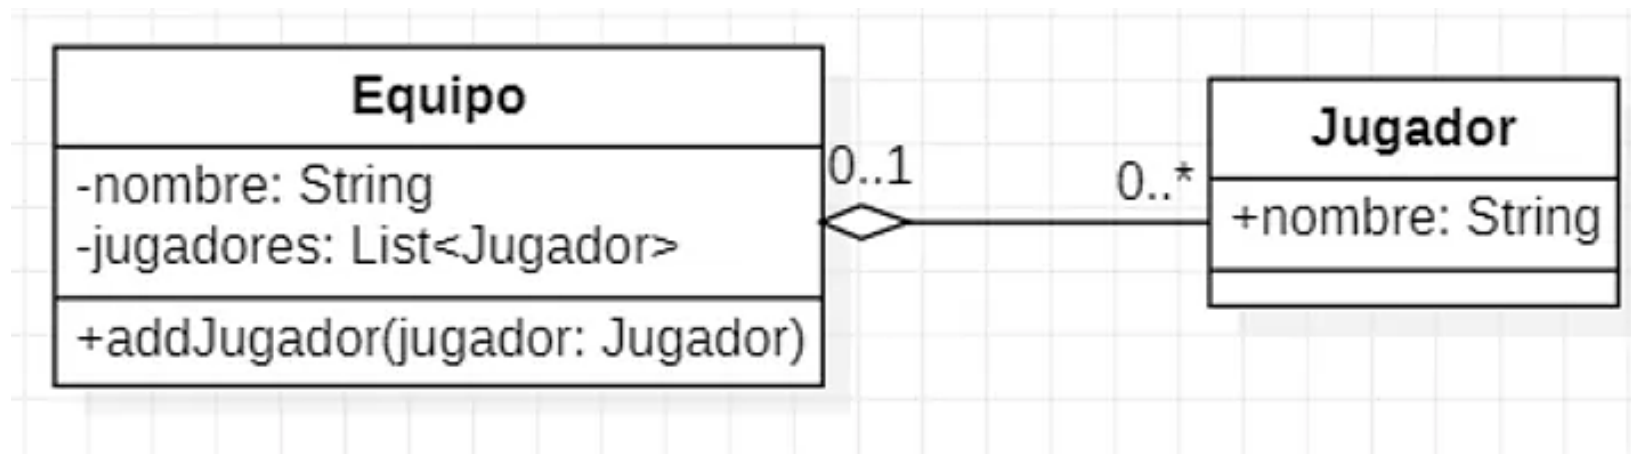 Equipo
-nombre: String
-jugadores: List<Jugador>
+addJugador(jugador: Jugador)
0..1
0..*
Jugador
+nombre: String